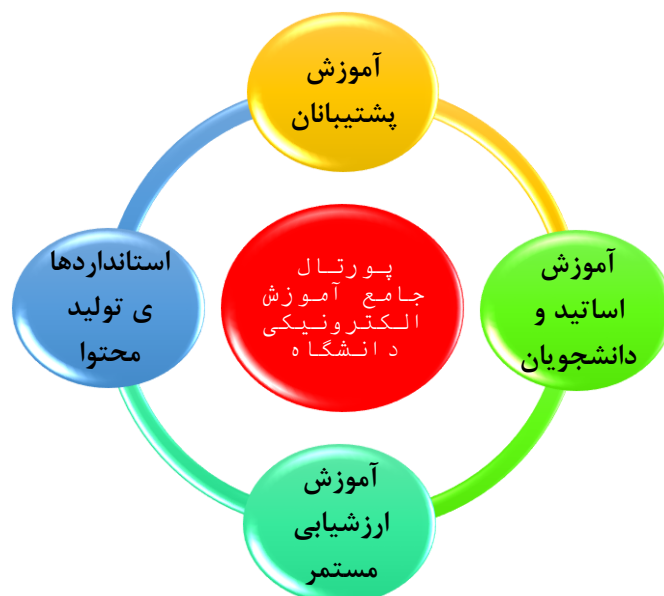 آموزش
پشتیبانان
استانداردها
ی تولید
محتوا
پورتال
جامع آموزش
الکترونیکی
دانشگاه
آموزش
اساتید و
دانشجویان
آموزش
ارزشیابی
مستمر